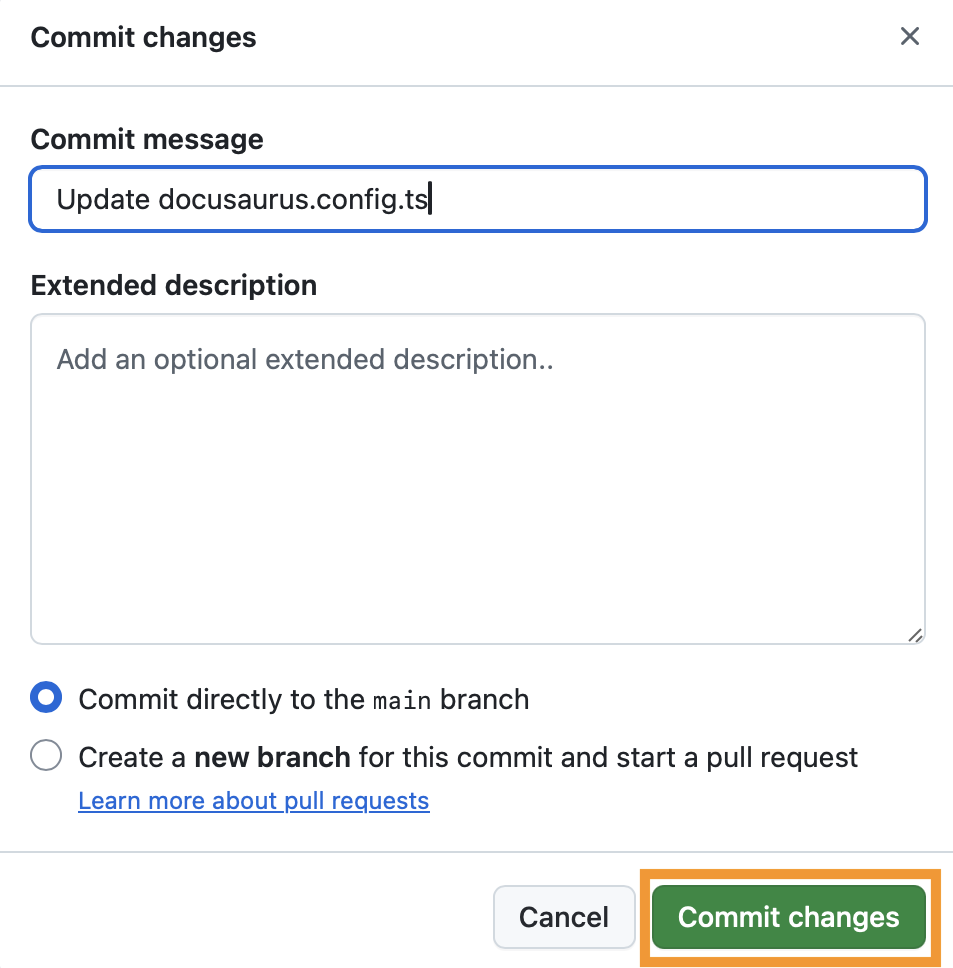 Commit changes
Commit message
Update docusaurus.config.ts
Extended description
Add an optional extended description..
Commit directly to the main branch
Create a new branch for this commit and start a pull request
Learn more about pull requests
Cancel
Commit changes